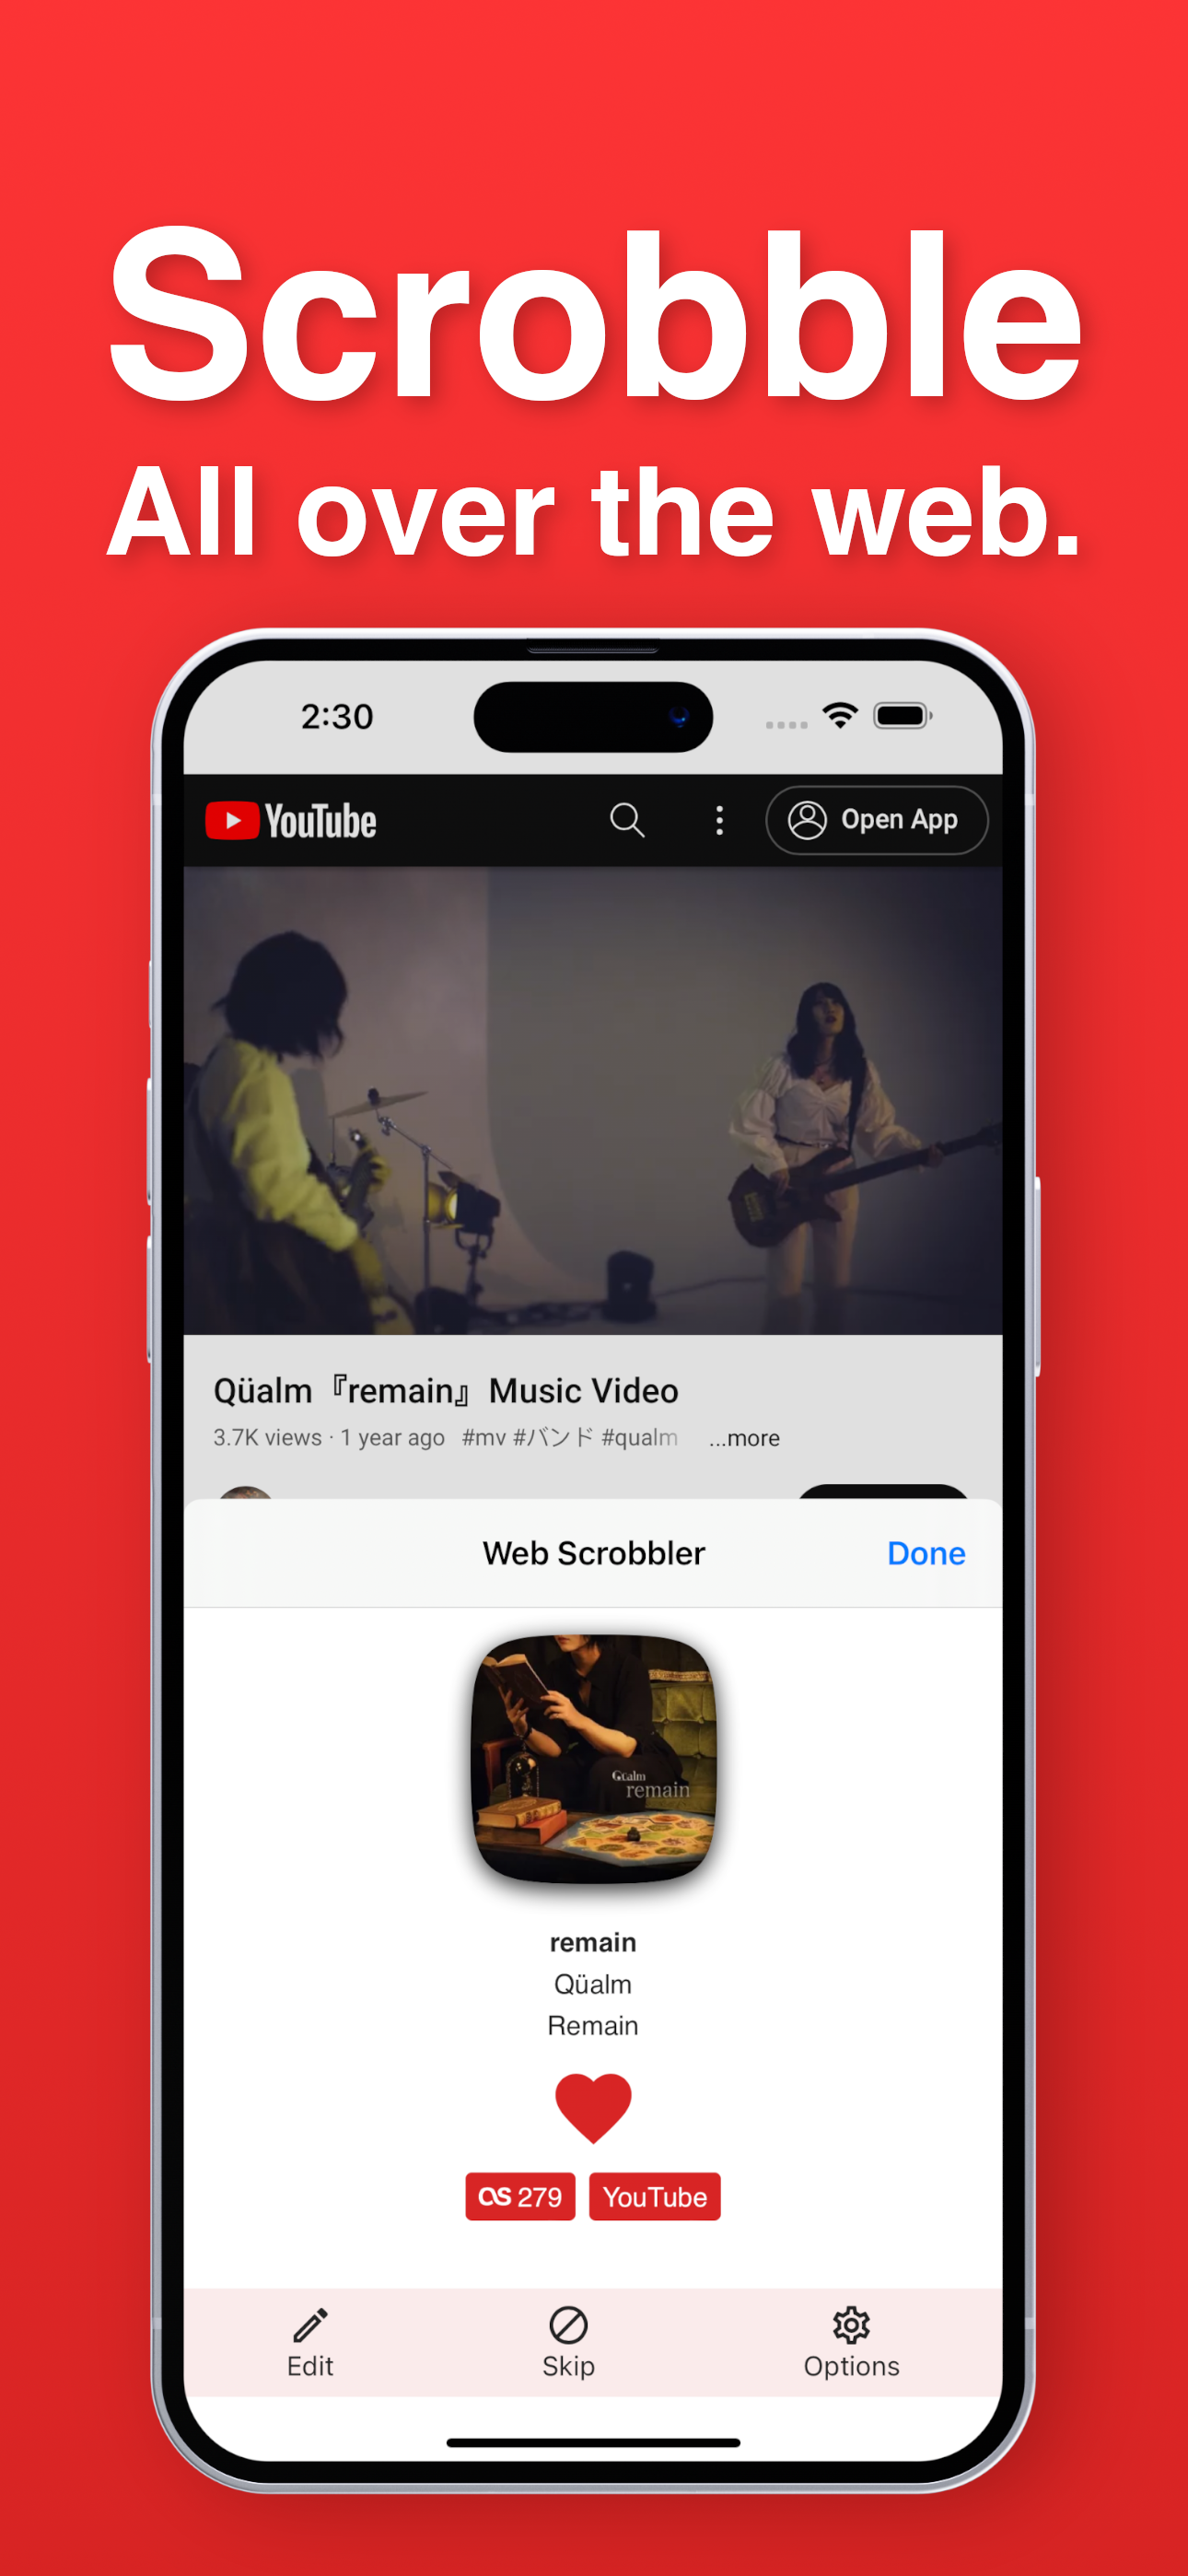 Scrobble
All over the web.
2:30
YouTube
Open App
Qüalm『remain』Music Video
3.7K views · 1 year ago #mv #バンド #qualm ...more
Web Scrobbler
Done
Qüalm
remain
remain
Qüalm
Remain
279
YouTube
Edit
Skip
Options